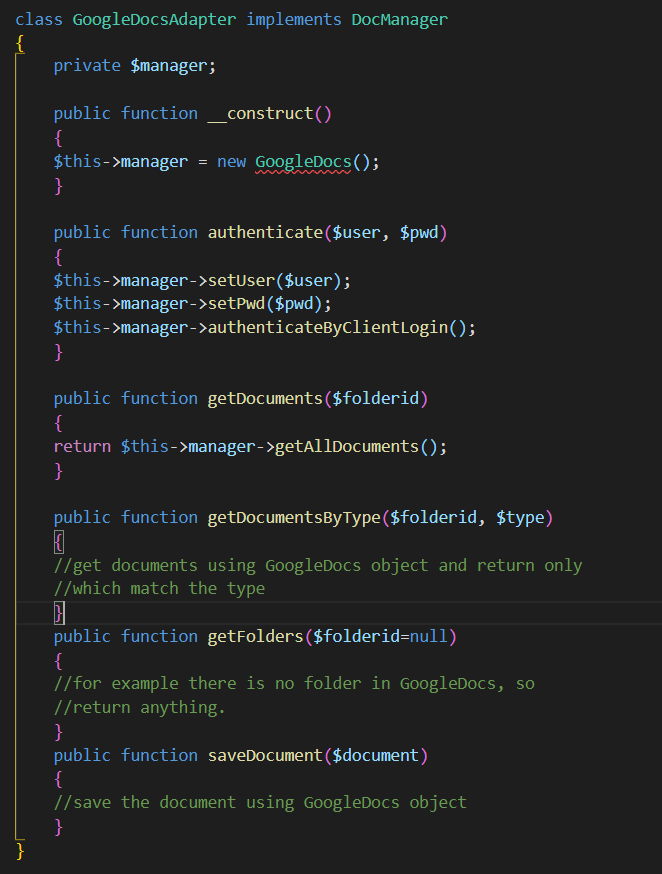 class GoogleDocsAdapter implements DocManager
{
private $manager;
public function __construct()
{
$this->manager = new GoogleDocs();
}
public function authenticate($user, $pwd)
{
$this->manager->setUser($user);
$this->manager->setPwd($pwd);
$this->manager->authenticateByClientLogin();
}
public function getDocuments($folderid)
{
return $this->manager->getAllDocuments();
}
public function getDocumentsByType($folderid, $type)
{
//get documents using GoogleDocs object and return only
//which match the type
}
public function getFolders($folderid=null)
{
//for example there is no folder in GoogleDocs, so
//return anything.
}
public function saveDocument($document)
{
//save the document using GoogleDocs object
}
}